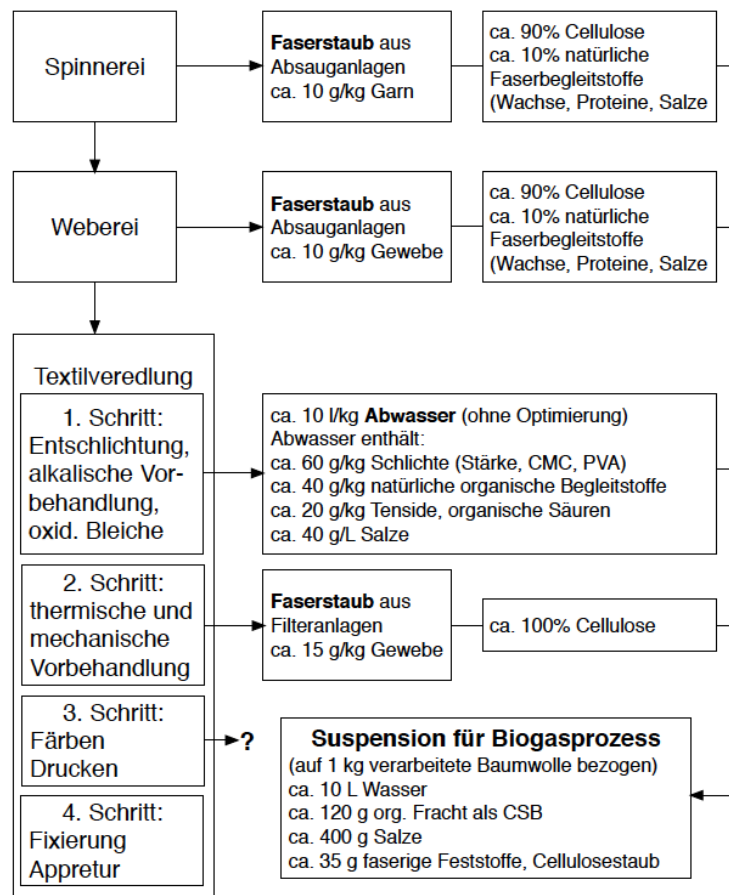 Spinnerei
Faserstaub aus
Absauganlagen
ca. 10 g/kg Garn
ca. 90% Cellulose
ca. 10% natürliche
Faserbegleitstoffe
(Wachse, Proteine, Salze
Weberei
Faserstaub aus
Absauganlagen
ca. 10 g/kg Gewebe
ca. 90% Cellulose
ca. 10% natürliche
Faserbegleitstoffe
(Wachse, Proteine, Salze
Textilveredlung
1. Schritt:
Entschlichtung,
alkalische Vor-
behandlung,
oxid. Bleiche
ca. 10 l/kg Abwasser (ohne Optimierung)
Abwasser enthält:
ca. 60 g/kg Schlichte (Stärke, CMC, PVA)
ca. 40 g/kg natürliche organische Begleitstoffe
ca. 20 g/kg Tenside, organische Säuren
ca. 40 g/L Salze
2. Schritt:
thermische und
mechanische
Vorbehandlung
Faserstaub aus
Filteranlagen
ca. 15 g/kg Gewebe
ca. 100% Cellulose
3. Schritt:
Färben
Drucken
?
4. Schritt:
Fixierung
Appretur
Suspension für Biogasprozess
(auf 1 kg verarbeitete Baumwolle bezogen)
ca. 10 L Wasser
ca. 120 g org. Fracht als CSB
ca. 400 g Salze
ca. 35 g faserige Feststoffe, Cellulosestaub